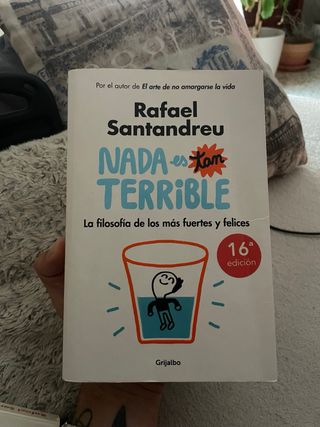 Por el autor de El arte de no amargarse la vida
Rafael
Santandreu
NADA es tan
TERRiBLE
La filosofía de los más fuertes y felices
16ª
edición
Grijalbo